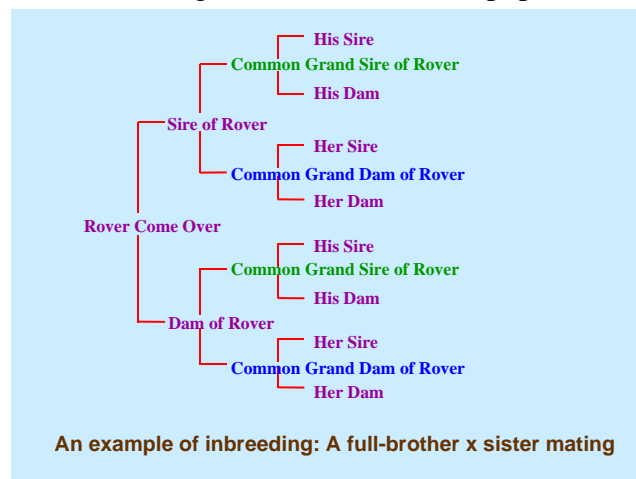 His Sire
Common Grand Sire of Rover
His Dam
Sire of Rover
Her Sire
Common Grand Dam of Rover
Her Dam
Rover Come Over
His Sire
Common Grand Sire of Rover
His Dam
Dam of Rover
Her Sire
Common Grand Dam of Rover
Her Dam
An example of inbreeding: A full-brother x sister mating